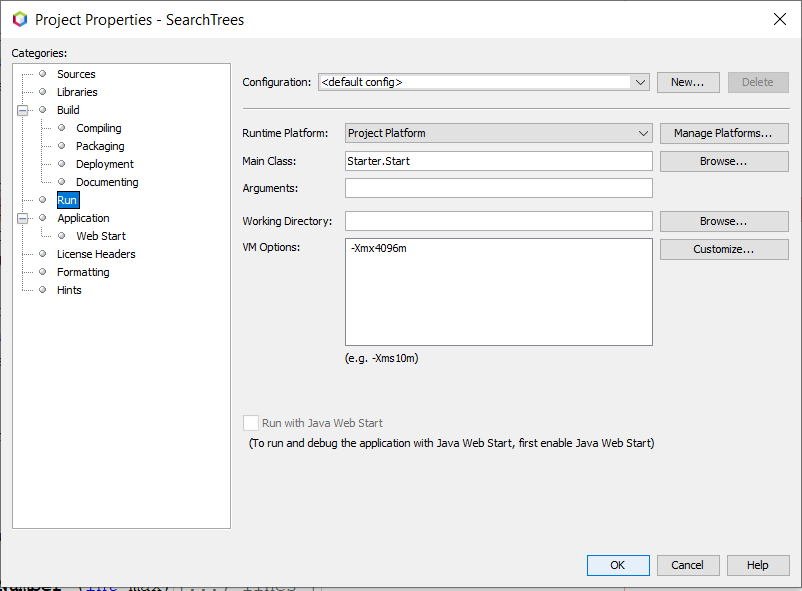 Project Properties - SearchTrees
Categories:
Sources
Libraries
Build
Compiling
Packaging
Deployment
Documenting
Run
Application
Web Start
License Headers
Formatting
Hints
Configuration: <default config> New... Delete
Runtime Platform: Project Platform Manage Platforms...
Main Class: Starter.Start Browse...
Arguments:
Working Directory: Browse...
VM Options: -Xmx4096m Customize...
(e.g. -Xms10m)
Run with Java Web Start
(To run and debug the application with Java Web Start, first enable Java Web Start)
OK Cancel Help